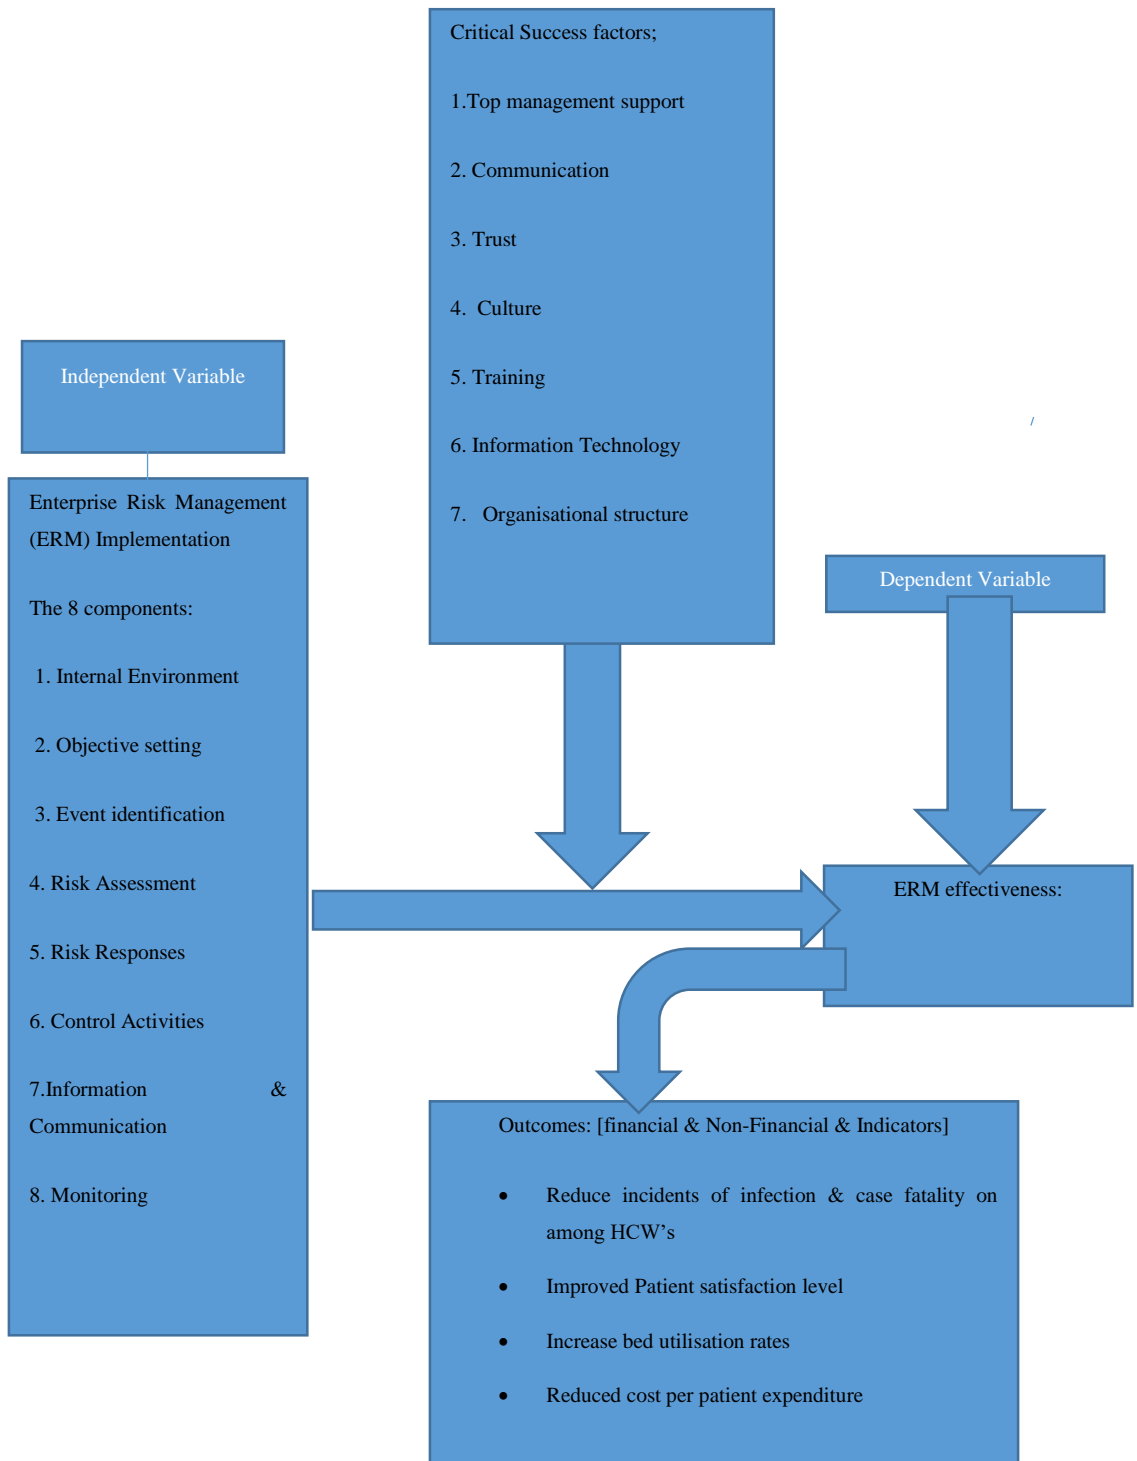 Critical Success factors;
1.Top management support
2. Communication
3. Trust
4. Culture
5. Training
6. Information Technology
7. Organisational structure
Independent Variable
Enterprise Risk Management
(ERM) Implementation
The 8 components:
1. Internal Environment
2. Objective setting
3. Event identification
4. Risk Assessment
5. Risk Responses
6. Control Activities
7.Information &
Communication
8. Monitoring
/
Dependent Variable
ERM effectiveness:
Outcomes: [financial & Non-Financial & Indicators]
• Reduce incidents of infection & case fatality on
among HCW’s
• Improved Patient satisfaction level
• Increase bed utilisation rates
• Reduced cost per patient expenditure